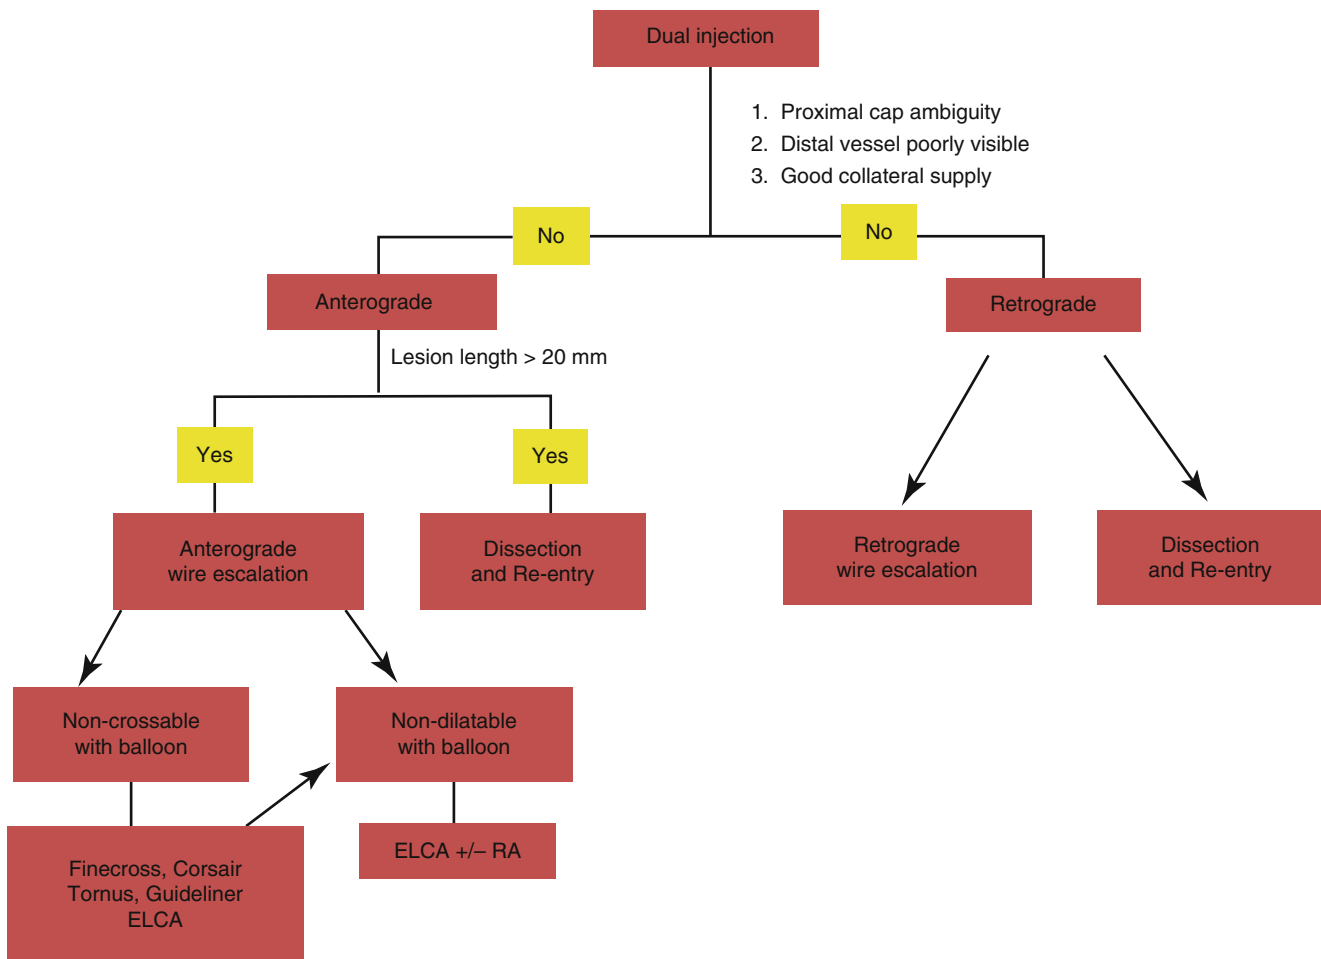 Dual injection
1. Proximal cap ambiguity
2. Distal vessel poorly visible
3. Good collateral supply
No
No
Anterograde
Retrograde
Lesion length > 20 mm
Yes
Yes
Anterograde
wire escalation
Dissection
and Re-entry
Retrograde
wire escalation
Dissection
and Re-entry
Non-crossable
with balloon
Non-dilatable
with balloon
Finecross, Corsair
Tornus, Guideliner
ELCA
ELCA +/– RA